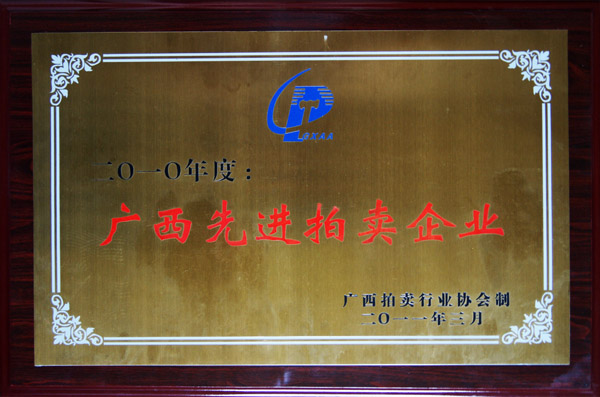 二〇一〇年度：
广西先进拍卖企业
广西拍卖行业协会制
二〇一一年三月